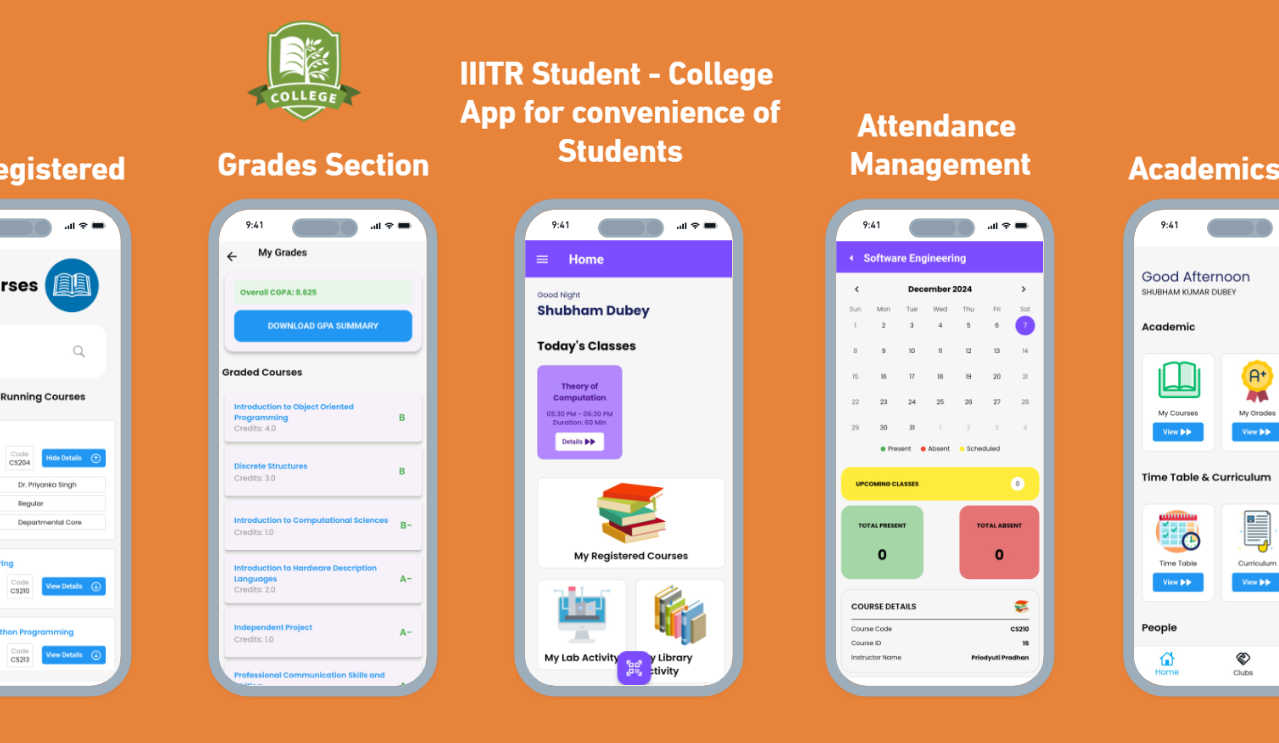 COLLEGE
IIITR Student - College
App for convenience of
Students
egistered
Grades Section
Attendance
Management
Academics
rses
Running Courses
Code
CS204
Hide Details
Dr. Priyanka Singh
Regular
Departmental Core
ring
Code
CS210
View Details
thon Programming
Code
CS213
View Details
9:41
My Grades
Overall CGPA: 8.625
DOWNLOAD GPA SUMMARY
Graded Courses
Introduction to Object Oriented
Programming
Credits: 4.0
B
Discrete Structures
Credits: 3.0
B
Introduction to Computational Sciences
Credits: 1.0
B-
Introduction to Hardware Description
Languages
Credits: 2.0
A-
Independent Project
Credits: 1.0
A-
Professional Communication Skills and
9:41
Home
Good Night
Shubham Dubey
Today's Classes
Theory of
Computation
05:30 PM - 06:30 PM
Duration: 60 Min
Details
My Registered Courses
My Lab Activity
y Library
ctivity
9:41
Software Engineering
December 2024
Sun Mon Tue Wed Thu Fri Sat
1 2 3 4 5 6 7
8 9 10 11 12 13 14
15 16 17 18 19 20 21
22 23 24 25 26 27 28
29 30 31 1 2 3 4
Present Absent Scheduled
UPCOMING CLASSES 0
TOTAL PRESENT
0
TOTAL ABSENT
0
COURSE DETAILS
Course Code CS210
Course ID 15
Instructor Name Priodyuti Pradhan
9:41
Good Afternoon
SHUBHAM KUMAR DUBEY
Academic
A+
My Courses
View
My Grades
View
Time Table & Curriculum
Time Table
View
Curriculum
View
People
Home
Clubs